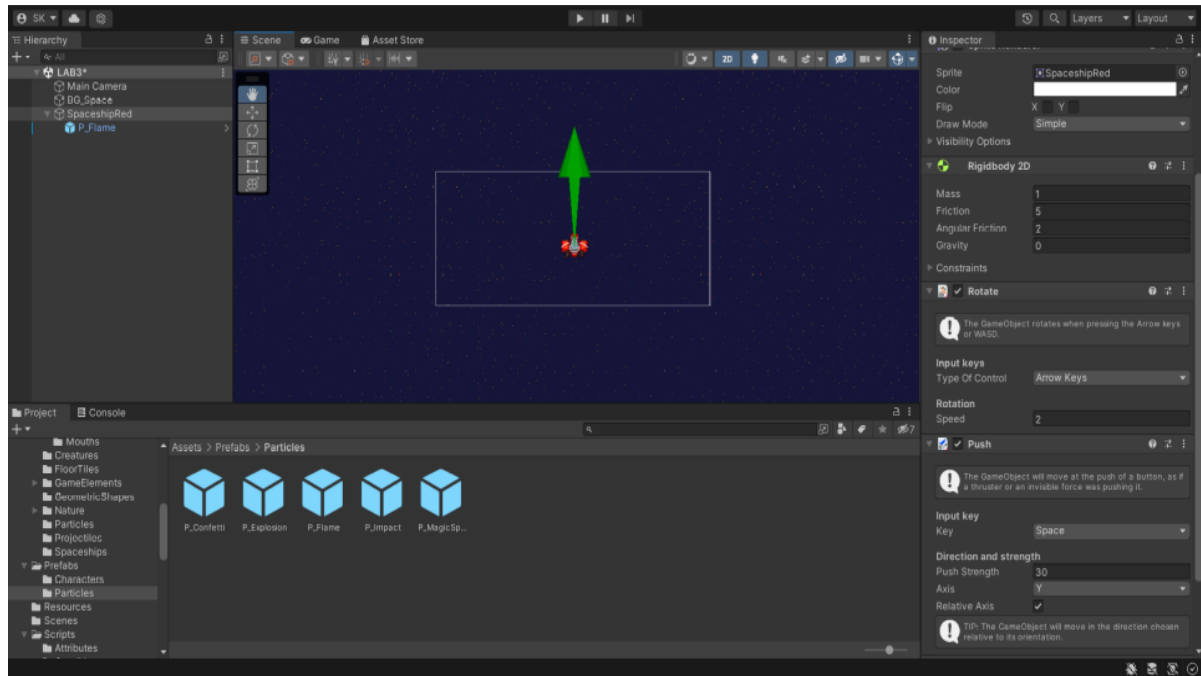 SK
Layers
Layout
Hierarchy
Scene
Game
Asset Store
Inspector
All
2D
LAB3*
Main Camera
BG_Space
SpaceshipRed
P_Flame
Sprite
SpaceshipRed
Color
Flip
X
Y
Draw Mode
Simple
Visibility Options
Rigidbody 2D
Mass
1
Friction
5
Angular Friction
2
Gravity
0
Constraints
Rotate
The GameObject rotates when pressing the Arrow keys
or WASD.
Input keys
Type Of Control
Arrow Keys
Rotation
Speed
2
Push
The GameObject will move at the push of a button, as if
a thruster or an invisible force was pushing it.
Input key
Key
Space
Direction and strength
Push Strength
30
Axis
Y
Relative Axis
TIP: The GameObject will move in the direction chosen
relative to its orientation.
Project
Console
7
Mouths
Creatures
FloorTiles
GameElements
GeometricShapes
Nature
Particles
Projectiles
Spaceships
Prefabs
Characters
Particles
Resources
Scenes
Scripts
Attributes
Assets > Prefabs > Particles
P_Confetti
P_Explosion
P_Flame
P_Impact
P_MagicSp...